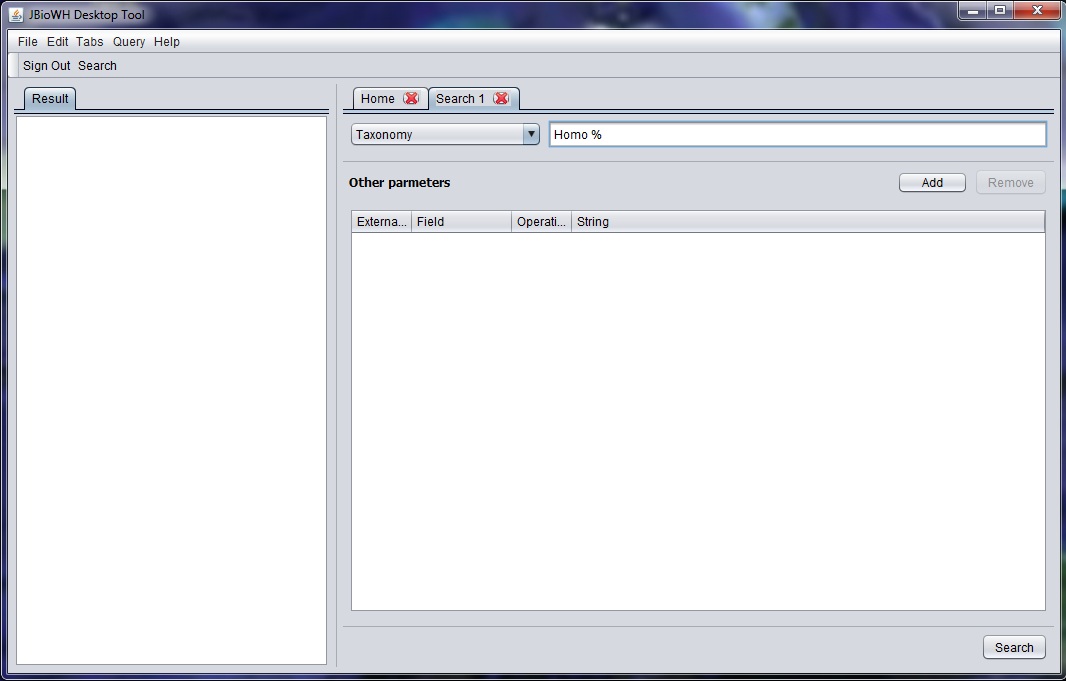 JBioWH Desktop Tool
File Edit Tabs Query Help
Sign Out Search
Result
Home Search 1
Taxonomy Homo %
Other parmeters Add Remove
Externa... Field Operati... String
Search